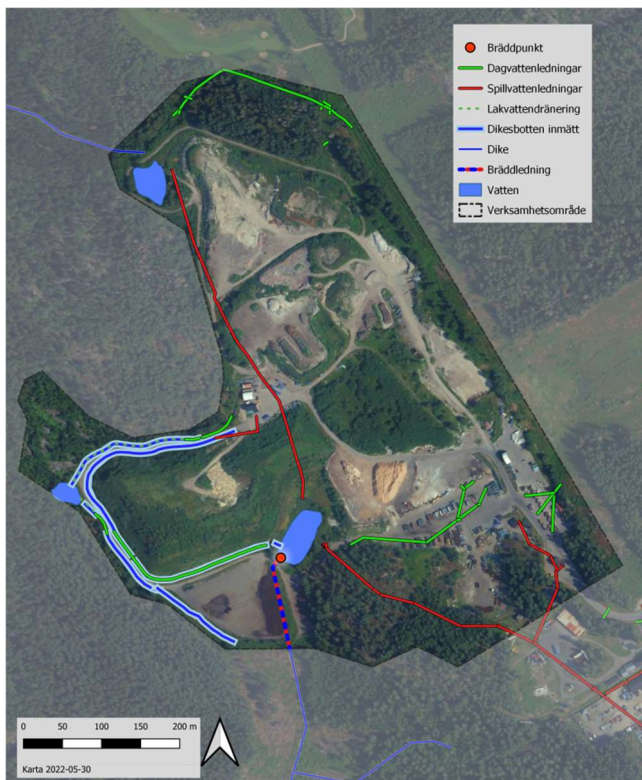 Bräddpunkt
Dagvattenledningar
Spillvattenledningar
Lakvattendränering
Dikesbotten inmätt
Dike
Bräddledning
Vatten
Verksamhetsområde
0 50 100 150 200 m
Karta 2022-05-30